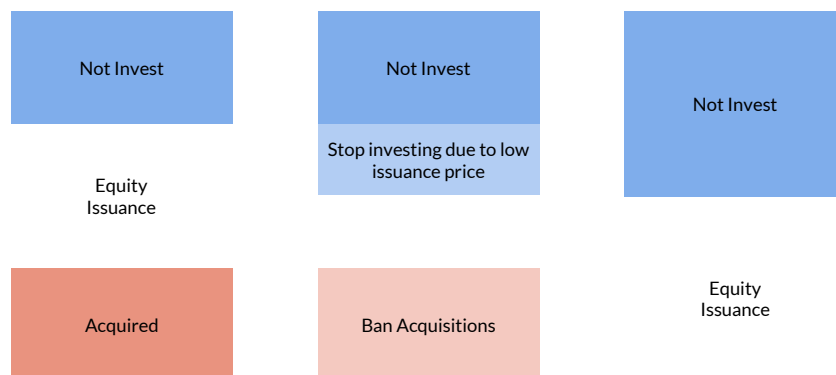 Not Invest
Equity
Issuance
Acquired
Not Invest
Stop investing due to low
issuance price
Ban Acquisitions
Not Invest
Equity
Issuance